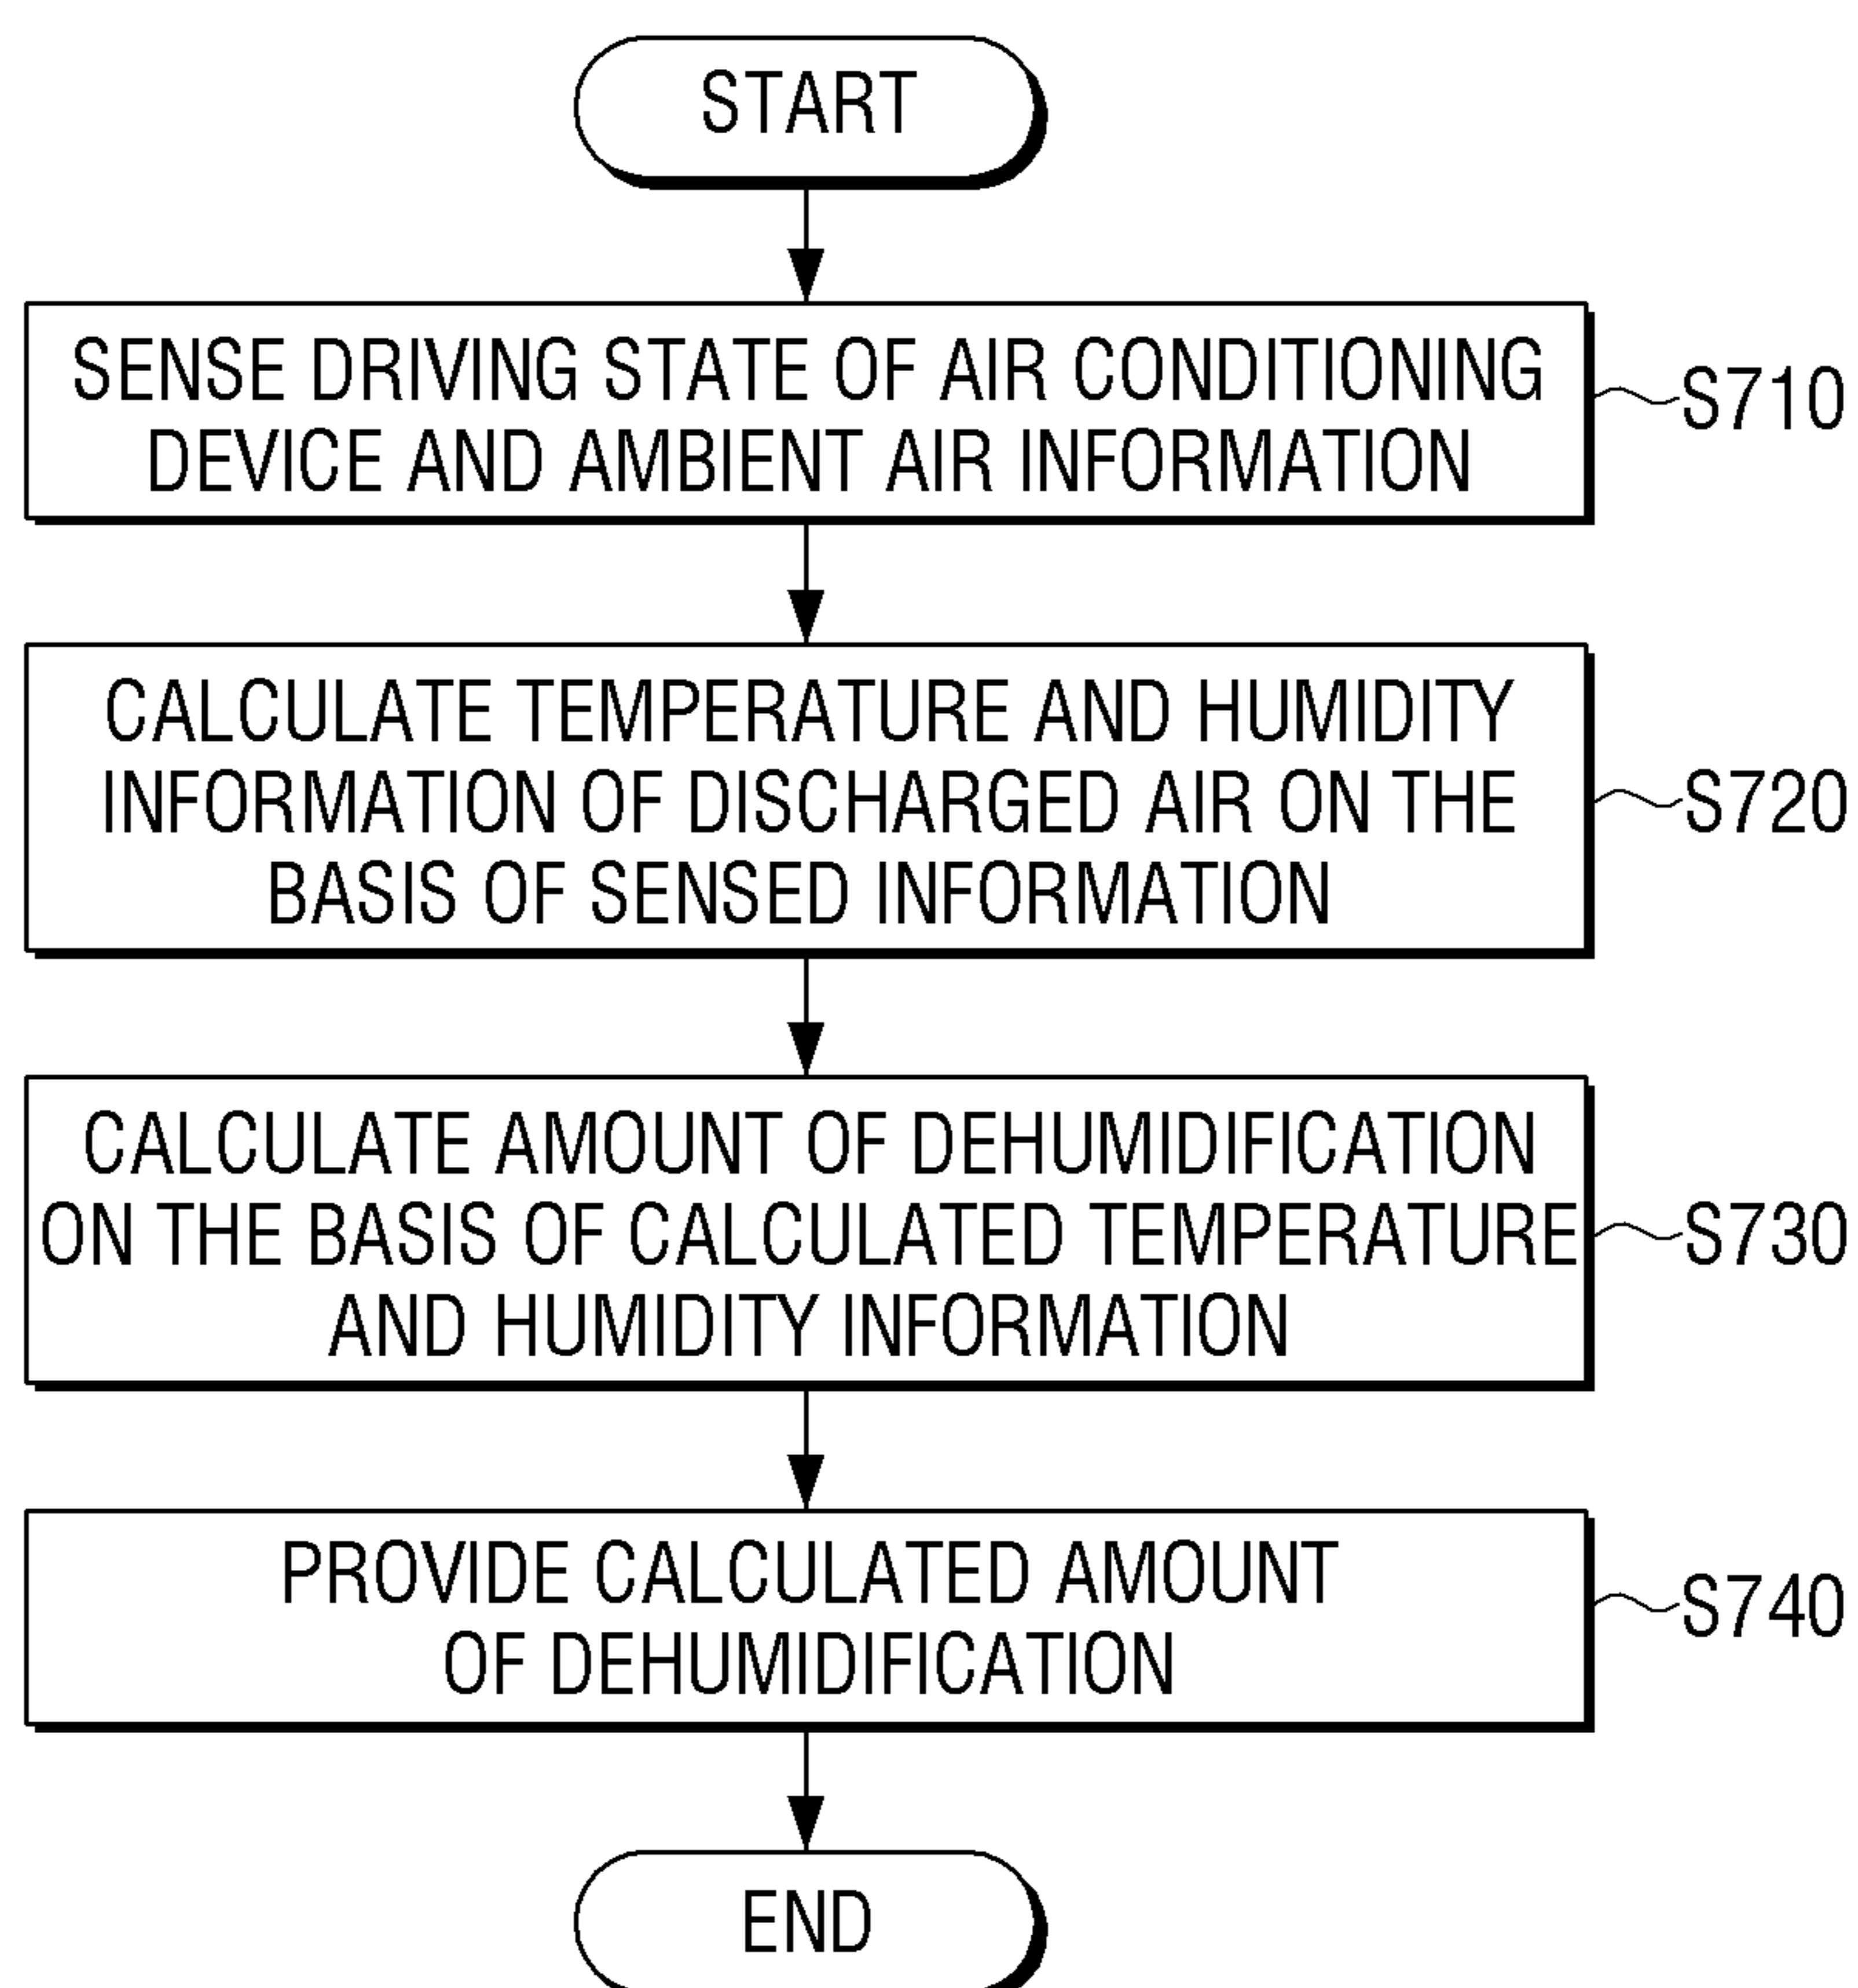 START
SENSE DRIVING STATE OF AIR CONDITIONING
DEVICE AND AMBIENT AIR INFORMATION
S710
CALCULATE TEMPERATURE AND HUMIDITY
INFORMATION OF DISCHARGED AIR ON THE
BASIS OF SENSED INFORMATION
S720
CALCULATE AMOUNT OF DEHUMIDIFICATION
ON THE BASIS OF CALCULATED TEMPERATURE
AND HUMIDITY INFORMATION
S730
PROVIDE CALCULATED AMOUNT
OF DEHUMIDIFICATION
S740
END